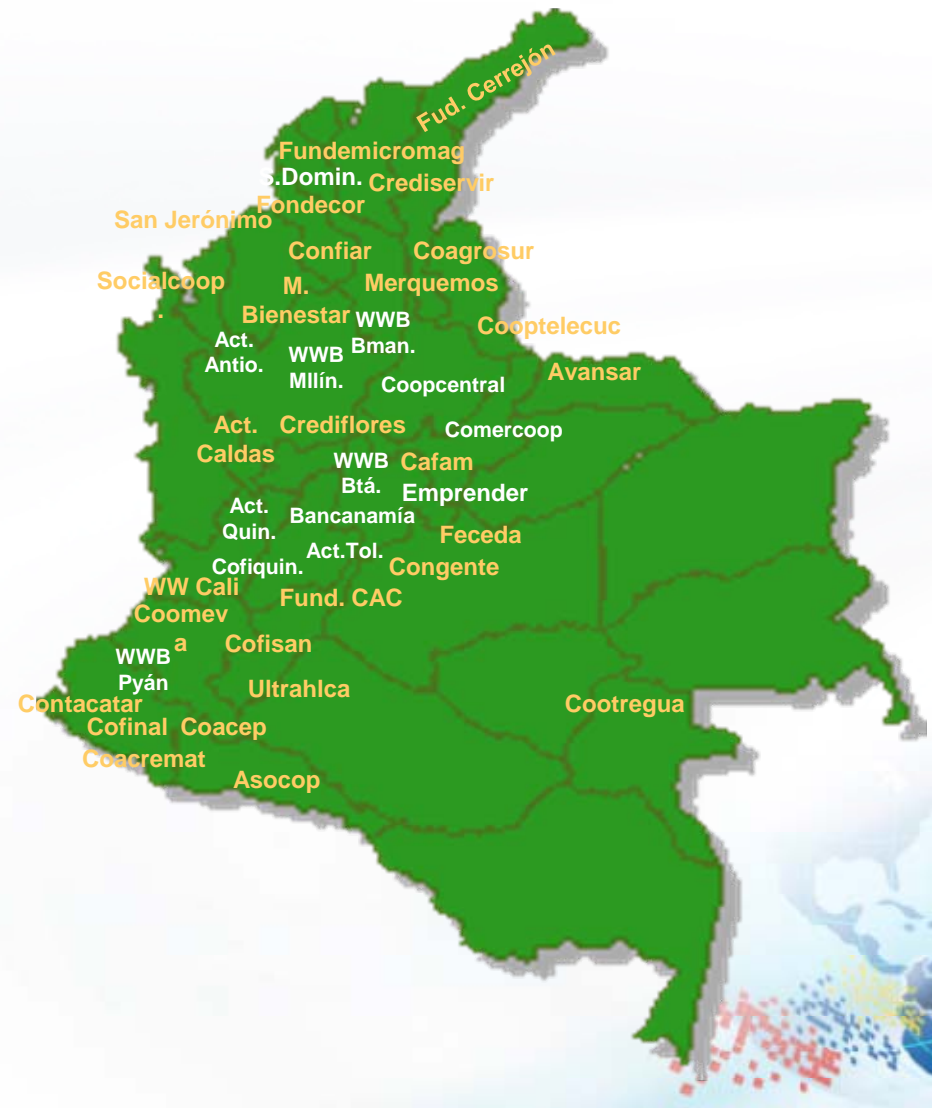 Fud. Cerrejón
Fundemicromag
S.Domin. Crediservir
Fondecor
San Jerónimo
Confiar Coagrosur
Socialcoop
.
M.
Bienestar
Merquemos
WWB
Bman.
Cooptelecuc
Act.
Antio.
WWB
Mllín.
Coopcentral
Avansar
Act.
Caldas
Crediflores
Comercoop
WWB
Btá.
Cafam
Emprender
Act.
Quin.
Bancanamía
Feceda
Act.Tol.
Cofiquin.
Congente
WW Cali
Fund. CAC
Coomev
a
Cofisan
WWB
Pyán
Ultrahlca
Contacatar
Cootregua
Cofinal Coacep
Coacremat
Asocop